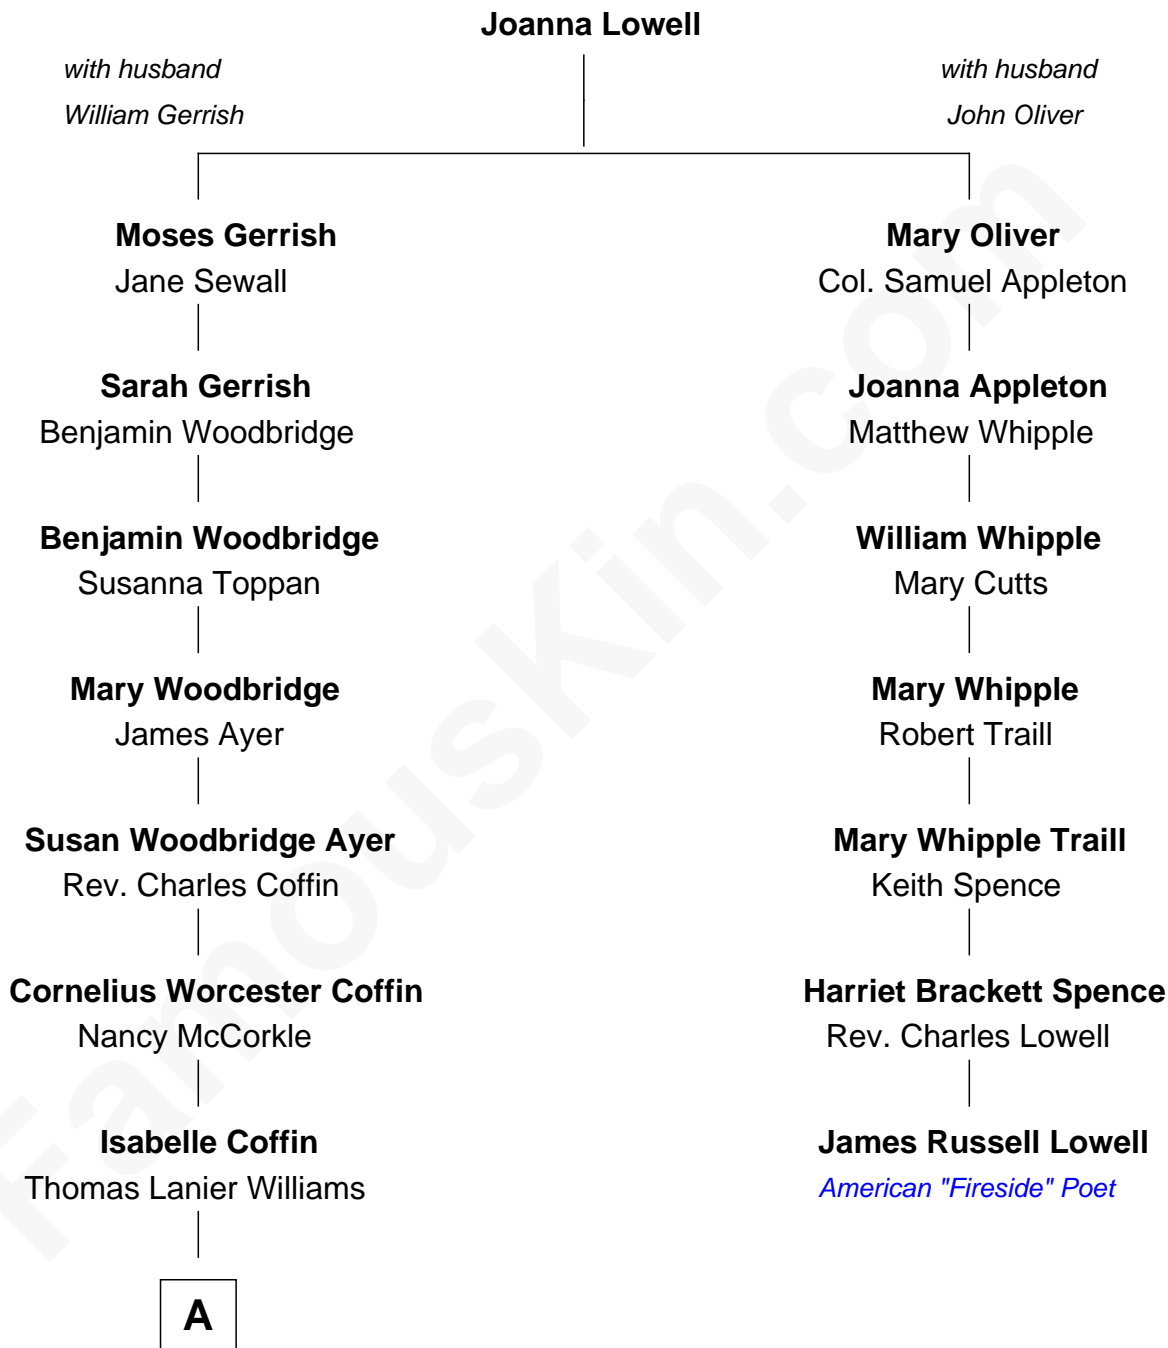 Joanna Lowell
with husband
William Gerrish
with husband
John Oliver
Moses Gerrish
Jane Sewall
Mary Oliver
Col. Samuel Appleton
Sarah Gerrish
Benjamin Woodbridge
Joanna Appleton
Matthew Whipple
Benjamin Woodbridge
Susanna Toppan
William Whipple
Mary Cutts
Mary Woodbridge
James Ayer
Mary Whipple
Robert Traill
Susan Woodbridge Ayer
Rev. Charles Coffin
Mary Whipple Traill
Keith Spence
Cornelius Worcester Coffin
Nancy McCorkle
Harriet Brackett Spence
Rev. Charles Lowell
Isabelle Coffin
Thomas Lanier Williams
James Russell Lowell
American "Fireside" Poet
A
FamousKin.com